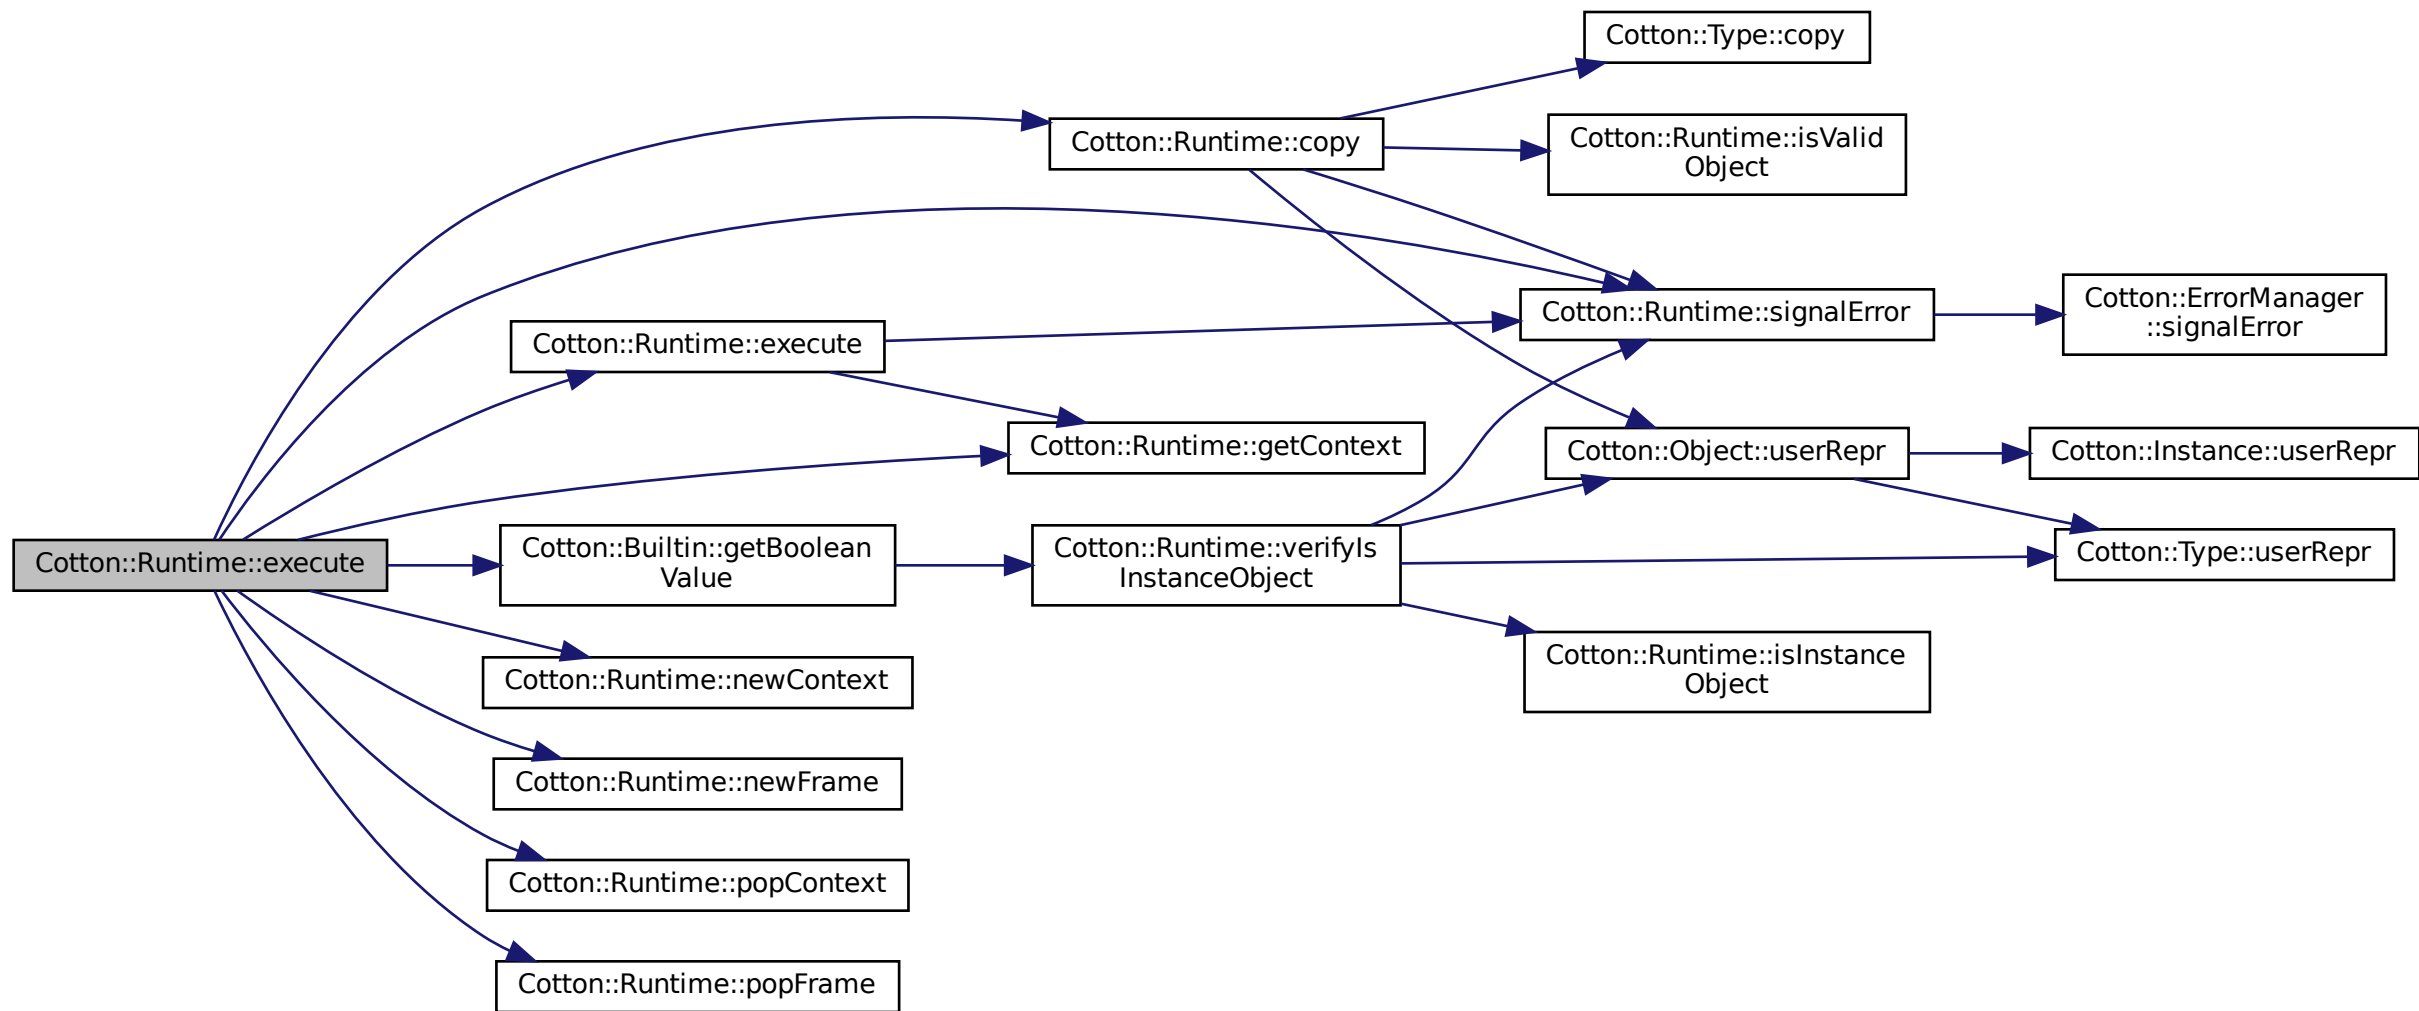 Cotton::Type::copy
Cotton::Runtime::copy
Cotton::Runtime::isValid
Object
Cotton::Runtime::signalError
Cotton::ErrorManager
::signalError
Cotton::Runtime::execute
Cotton::Runtime::getContext
Cotton::Object::userRepr
Cotton::Instance::userRepr
Cotton::Runtime::execute
Cotton::Builtin::getBoolean
Value
Cotton::Runtime::verifyIs
InstanceObject
Cotton::Type::userRepr
Cotton::Runtime::isInstance
Object
Cotton::Runtime::newContext
Cotton::Runtime::newFrame
Cotton::Runtime::popContext
Cotton::Runtime::popFrame